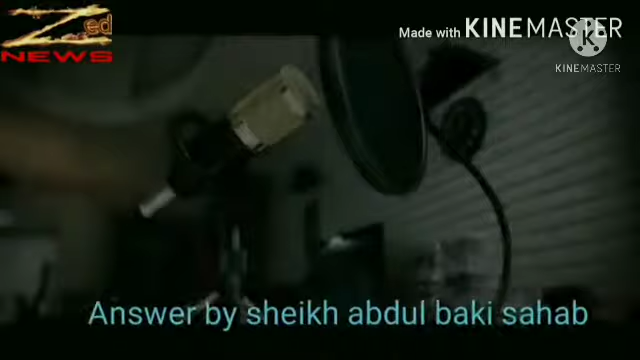 Zed
NEWS
Made with KINEMASTER
KINEMASTER
Answer by sheikh abdul baki sahab